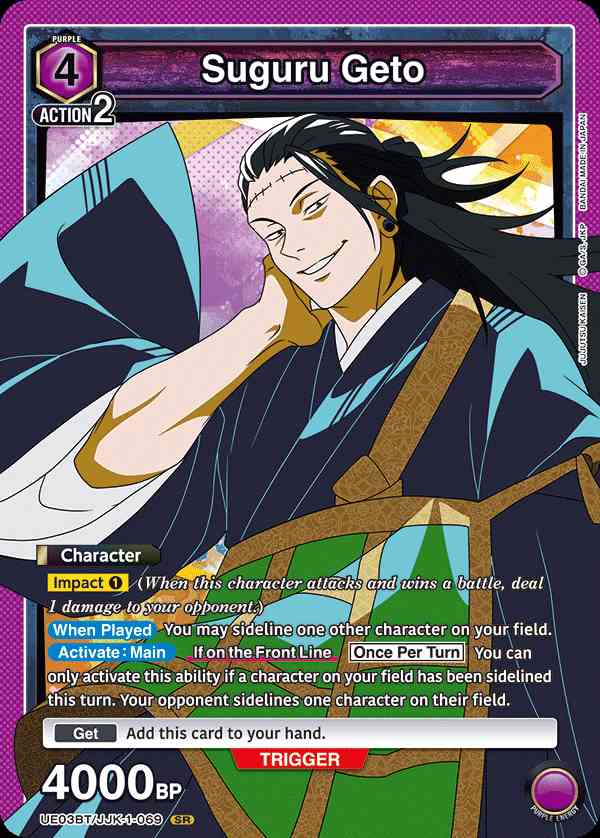 PURPLE
4
Suguru Geto
ACTION2
BANDAI MADE IN JAPAN
© GA/S, JKP
JUJUTSU KAISEN
Character
Impact 1 (When this character attacks and wins a battle, deal
1 damage to your opponent.)
When Played You may sideline one other character on your field.
Activate: Main If on the Front Line Once Per Turn You can
only activate this ability if a character on your field has been sidelined
this turn. Your opponent sidelines one character on their field.
Get Add this card to your hand.
TRIGGER
4000BP
UE03BT/JJK-1-069 SR
PURPLE ENERGY